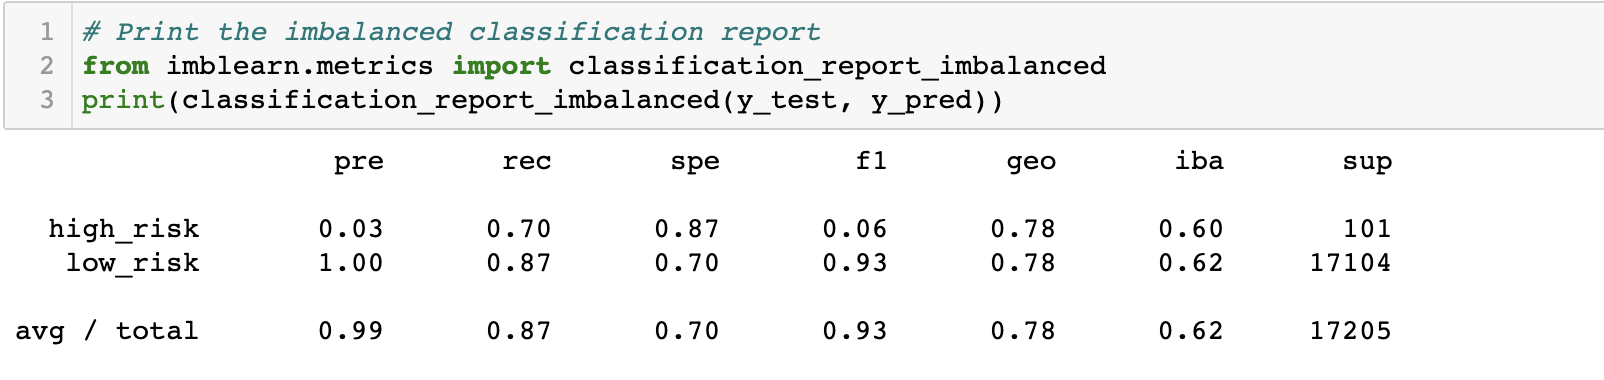 1 # Print the imbalanced classification report
2 from imblearn.metrics import classification_report_imbalanced
3 print(classification_report_imbalanced(y_test, y_pred))
pre rec spe f1 geo iba sup
high_risk 0.03 0.70 0.87 0.06 0.78 0.60 101
low_risk 1.00 0.87 0.70 0.93 0.78 0.62 17104
avg / total 0.99 0.87 0.70 0.93 0.78 0.62 17205